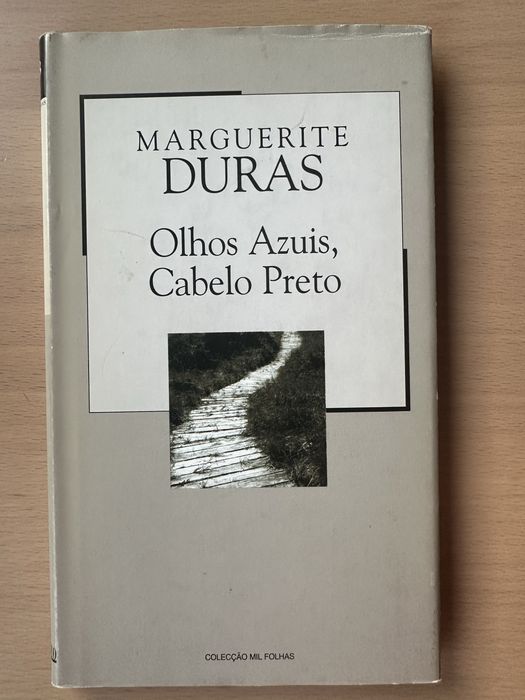 MARGUERITE
DURAS
Olhos Azuis,
Cabelo Preto
COLECÇÃO MIL FOLHAS